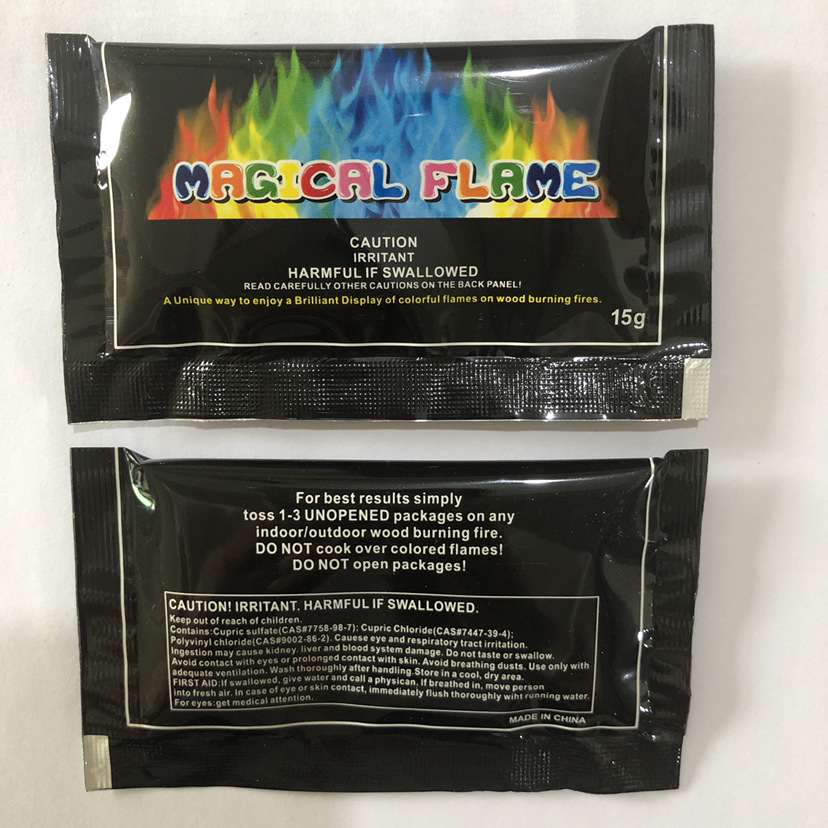 MAGICAL FLAME
CAUTION
IRRITANT
HARMFUL IF SWALLOWED
READ CAREFULLY OTHER CAUTIONS ON THE BACK PANEL!
A Unique way to enjoy a Brilliant Display of colorful flames on wood burning fires.
15g
For best results simply
toss 1-3 UNOPENED packages on any
indoor/outdoor wood burning fire.
DO NOT cook over colored flames!
DO NOT open packages!
CAUTION! IRRITANT. HARMFUL IF SWALLOWED.
Keep out of reach of children.
Contains:Cupric sulfate(CAS#7758-98-7); Cupric Chloride(CAS#7447-39-4);
Polyvinyl chloride(CAS#9002-86-2). Cauese eye and respiratory tract irritation.
Ingestion may cause kidney. liver and blood system damage. Do not taste or swallow.
Avoid contact with eyes or prolonged contact with skin. Avoid breathing dusts. Use only with
adequate ventilation. Wash thoroughly after handling.Store in a cool, dry area.
FIRST AID:If swallowed, give water and call a physican. If breathed in, move person
into fresh air. In case of eye or skin contact, immediately flush thoroughly wiht running water.
For eyes:get medical attention.
MADE IN CHINA